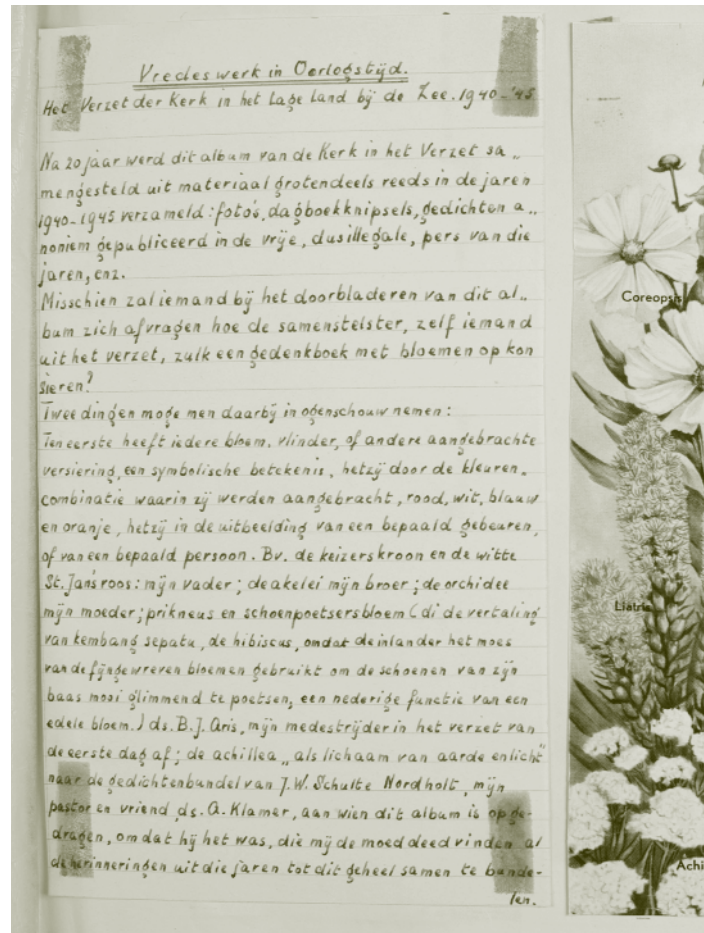 Vredeswerk in Oorlogstijd.
Het Verzet der Kerk in het Lage land bij de Zee. 1940-'45
Na 20 jaar werd dit album van de Kerk in het Verzet sa„
mengesteld uit materiaal grotendeels reeds in de jaren
1940-1945 verzameld: foto's, dagboekknipsels, gedichten a„
noniem gepubliceerd in de vrije, dus illegale, pers van die
jaren, enz.
Misschien zal iemand bij het doorbladeren van dit al„
bum zich afvragen hoe de samenstelster, zelf iemand
uit het verzet, zulk een gedenkboek met bloemen op kon
sieren?
Twee dingen moge men daarbij in ogenschouw nemen:
Ten eerste heeft iedere bloem, vlinder, of andere aangebrachte
versiering, een symbolische betekenis, hetzij door de kleuren„
combinatie waarin zij werden aangebracht, rood, wit, blauw
en oranje, hetzij in de uitbeelding van een bepaald gebeuren,
of van een bepaald persoon. Bv. de keizerskroon en de witte
St. Jans roos: mijn vader; de akelei mijn broer; de orchidee
mijn moeder; prikneus en schoenpoetsersbloem (di de vertaling
van kembang sepatu, de hibiscus, omdat de inlander het moes
van de fijngewreven bloemen gebruikt om de schoenen van zijn
baas mooi glimmend te poetsen, een nederige functie van een
edele bloem.) ds. B.J. Aris, mijn medestrijder in het verzet van
de eerste dag af; de achillea „als lichaam van aarde en licht"
naar de gedichtenbundel van J.W. Schulte Nordholt, mijn
pastor en vriend ds. A. Klamer, aan wien dit album is opge-
dragen, omdat hij het was, die mij de moed deed vinden al
de herinneringen uit die jaren tot dit geheel samen te bunde-
len.
Coreopsis
Liatris
Achi